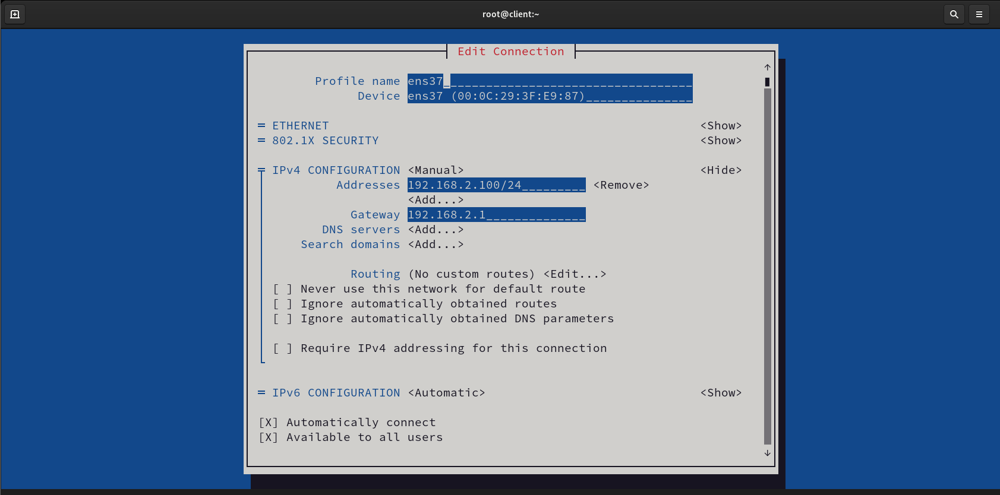 root@client:~
Edit Connection
Profile name ens37___________________________________
Device ens37 (00:0C:29:3F:E9:87)_______________
= ETHERNET <Show>
= 802.1X SECURITY <Show>
IPv4 CONFIGURATION <Manual> <Hide>
Addresses 192.168.2.100/24_________ <Remove>
<Add...>
Gateway 192.168.2.1______________
DNS servers <Add...>
Search domains <Add...>
Routing (No custom routes) <Edit...>
[ ] Never use this network for default route
[ ] Ignore automatically obtained routes
[ ] Ignore automatically obtained DNS parameters
[ ] Require IPv4 addressing for this connection
= IPv6 CONFIGURATION <Automatic> <Show>
[X] Automatically connect
[X] Available to all users